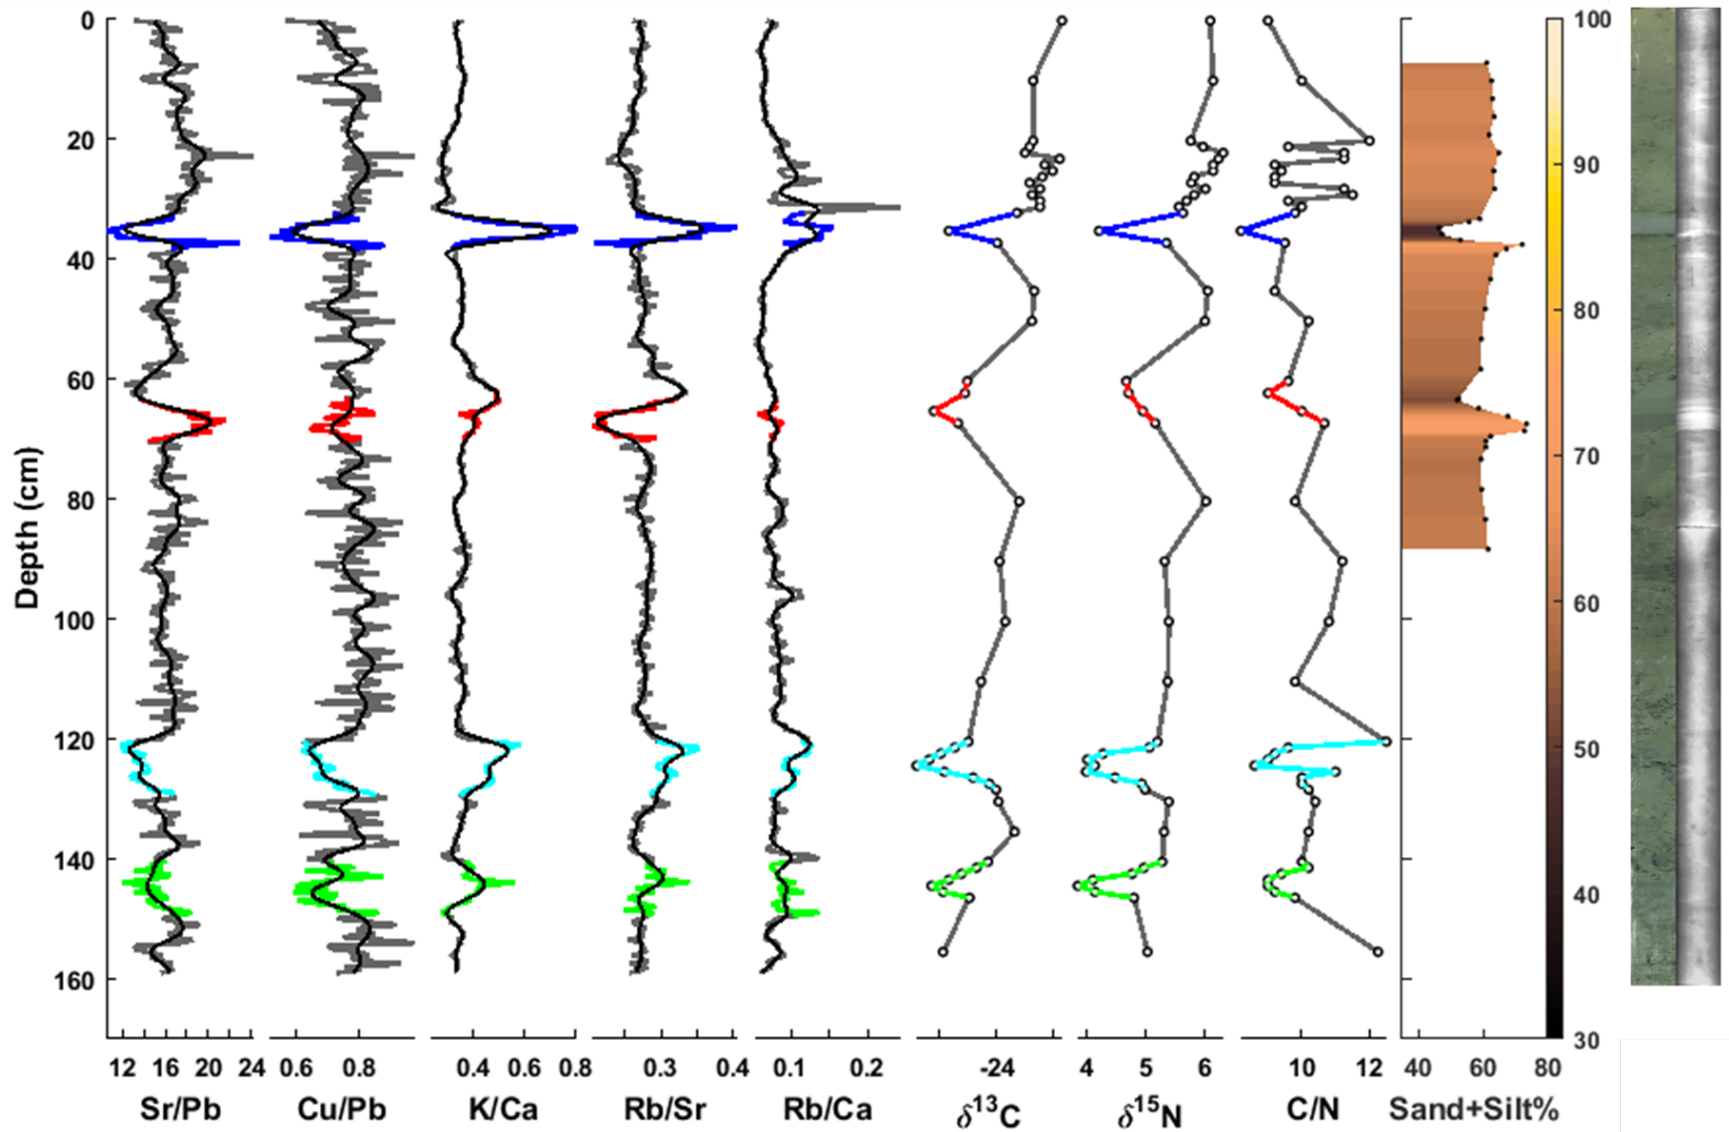 0
20
40
60
80
100
120
140
160
Depth (cm)
12 16 20 24
Sr/Pb
0.6 0.8
Cu/Pb
0.4 0.6 0.8
K/Ca
0.3 0.4
Rb/Sr
0.1 0.2
Rb/Ca
-24
δ¹³C
4 5 6
δ¹⁵N
10 12
C/N
40 60 80
Sand+Silt%
100
90
80
70
60
50
40
30